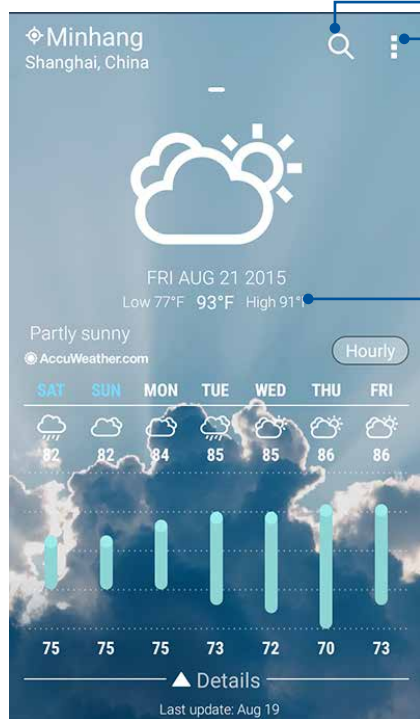 Minhang
Shanghai, China
FRI AUG 21 2015
Low 77°F 93°F High 91°F
Partly sunny
AccuWeather.com
Hourly
SAT SUN MON TUE WED THU FRI
82 82 84 85 85 86 86
75 75 75 73 72 70 73
Details
Last update: Aug 19